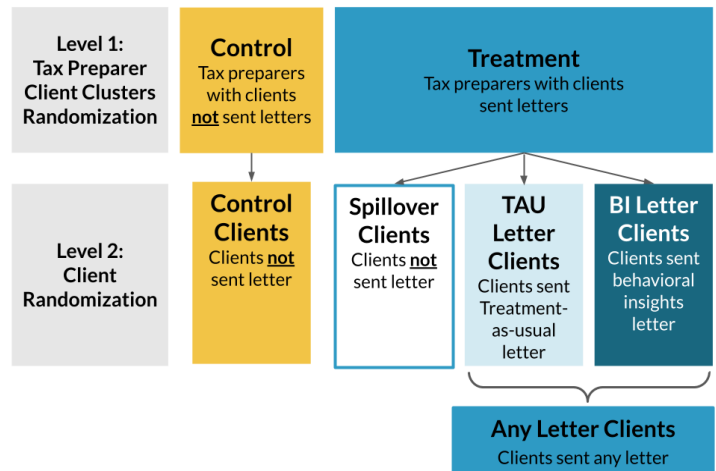 Level 1:
Tax Preparer
Client Clusters
Randomization
Control
Tax preparers
with clients
not sent letters
Treatment
Tax preparers with clients
sent letters
Level 2:
Client
Randomization
Control
Clients
Clients not
sent letter
Spillover
Clients
Clients not
sent letter
TAU
Letter
Clients
Clients sent
Treatment-
as-usual
letter
BI Letter
Clients
Clients sent
behavioral
insights
letter
Any Letter Clients
Clients sent any letter